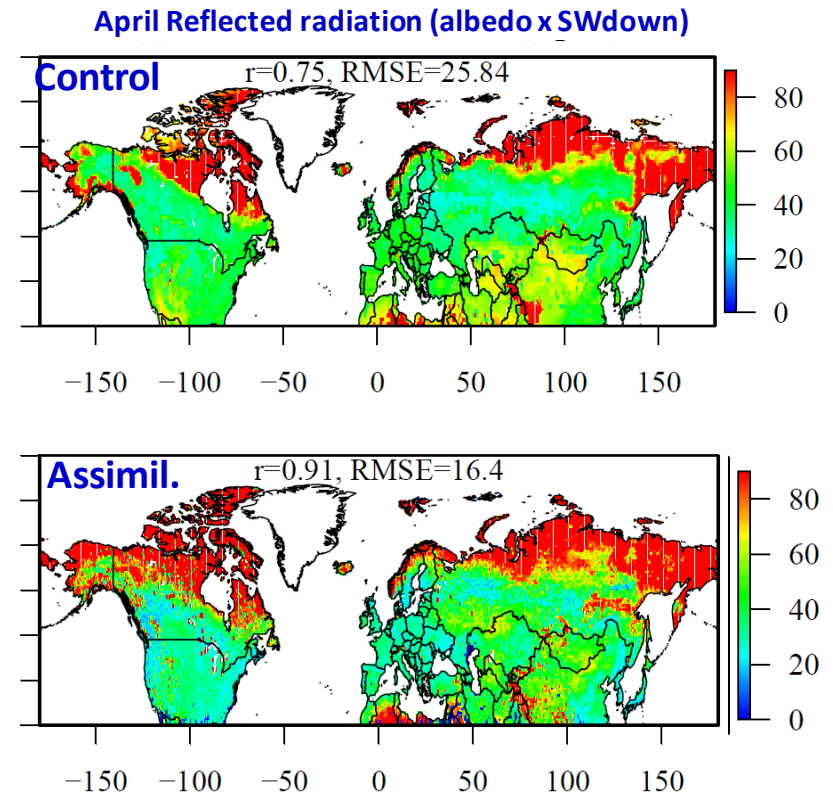 April Reflected radiation (albedo x SWdown)
Control
r=0.75, RMSE=25.84
80
60
40
20
0
−150 −100 −50 0 50 100 150
Assimil.
r=0.91, RMSE=16.4
80
60
40
20
0
−150 −100 −50 0 50 100 150